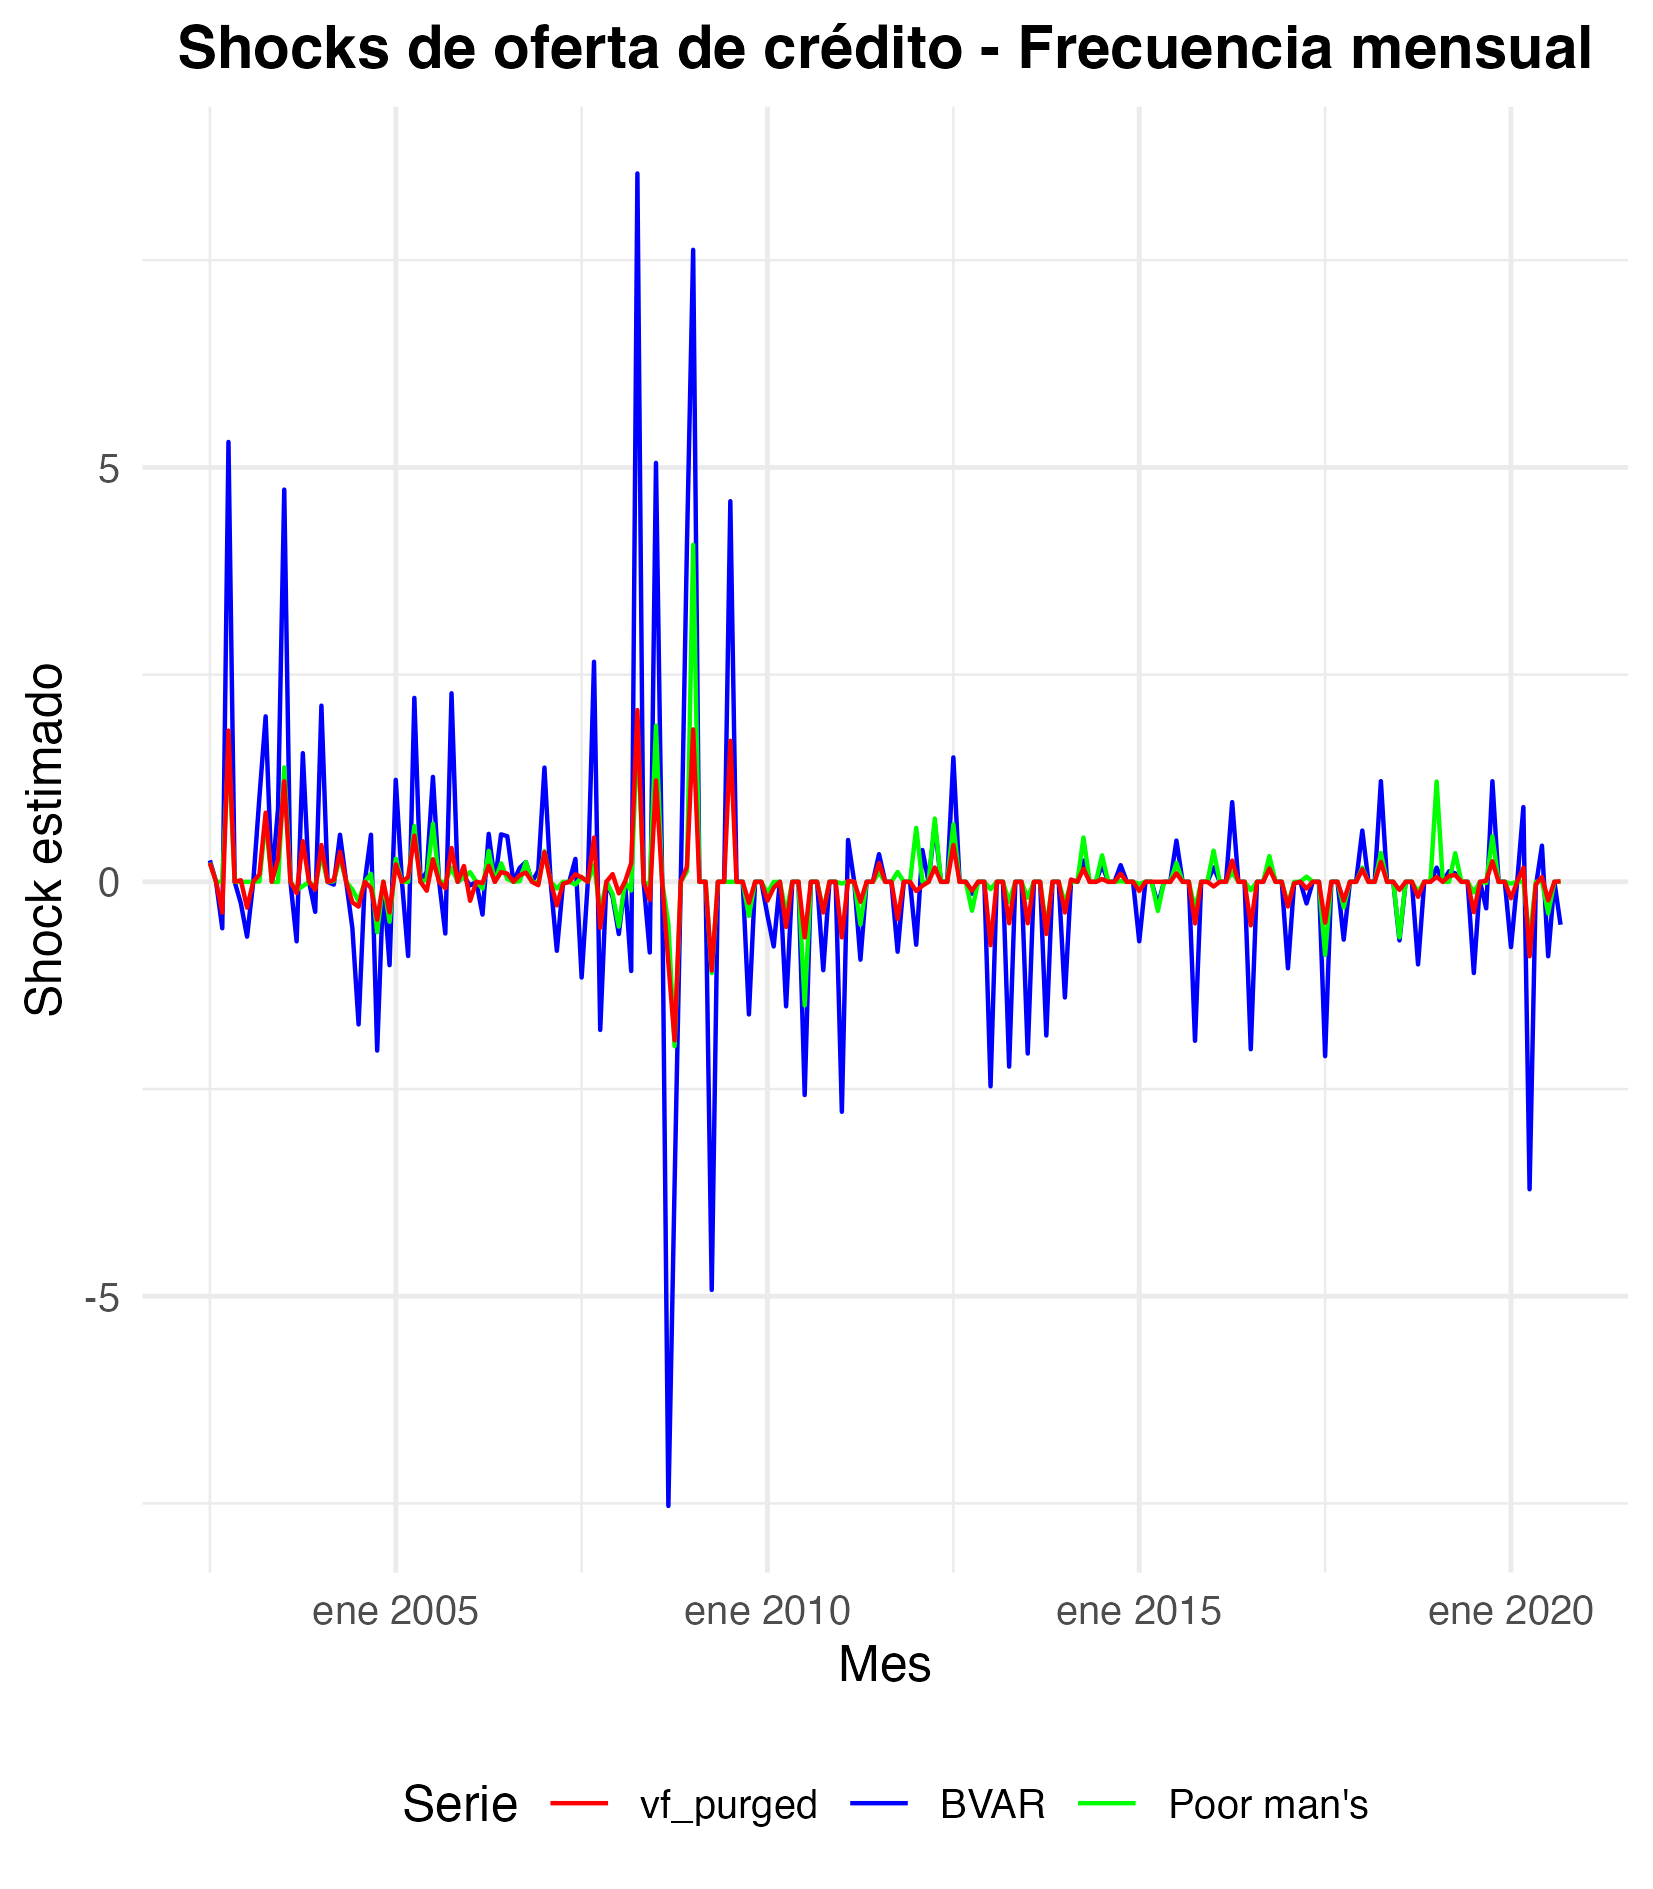 Shocks de oferta de crédito - Frecuencia mensual
Shock estimado
5
0
-5
ene 2005 ene 2010 ene 2015 ene 2020
Mes
Serie vf_purged BVAR Poor man's